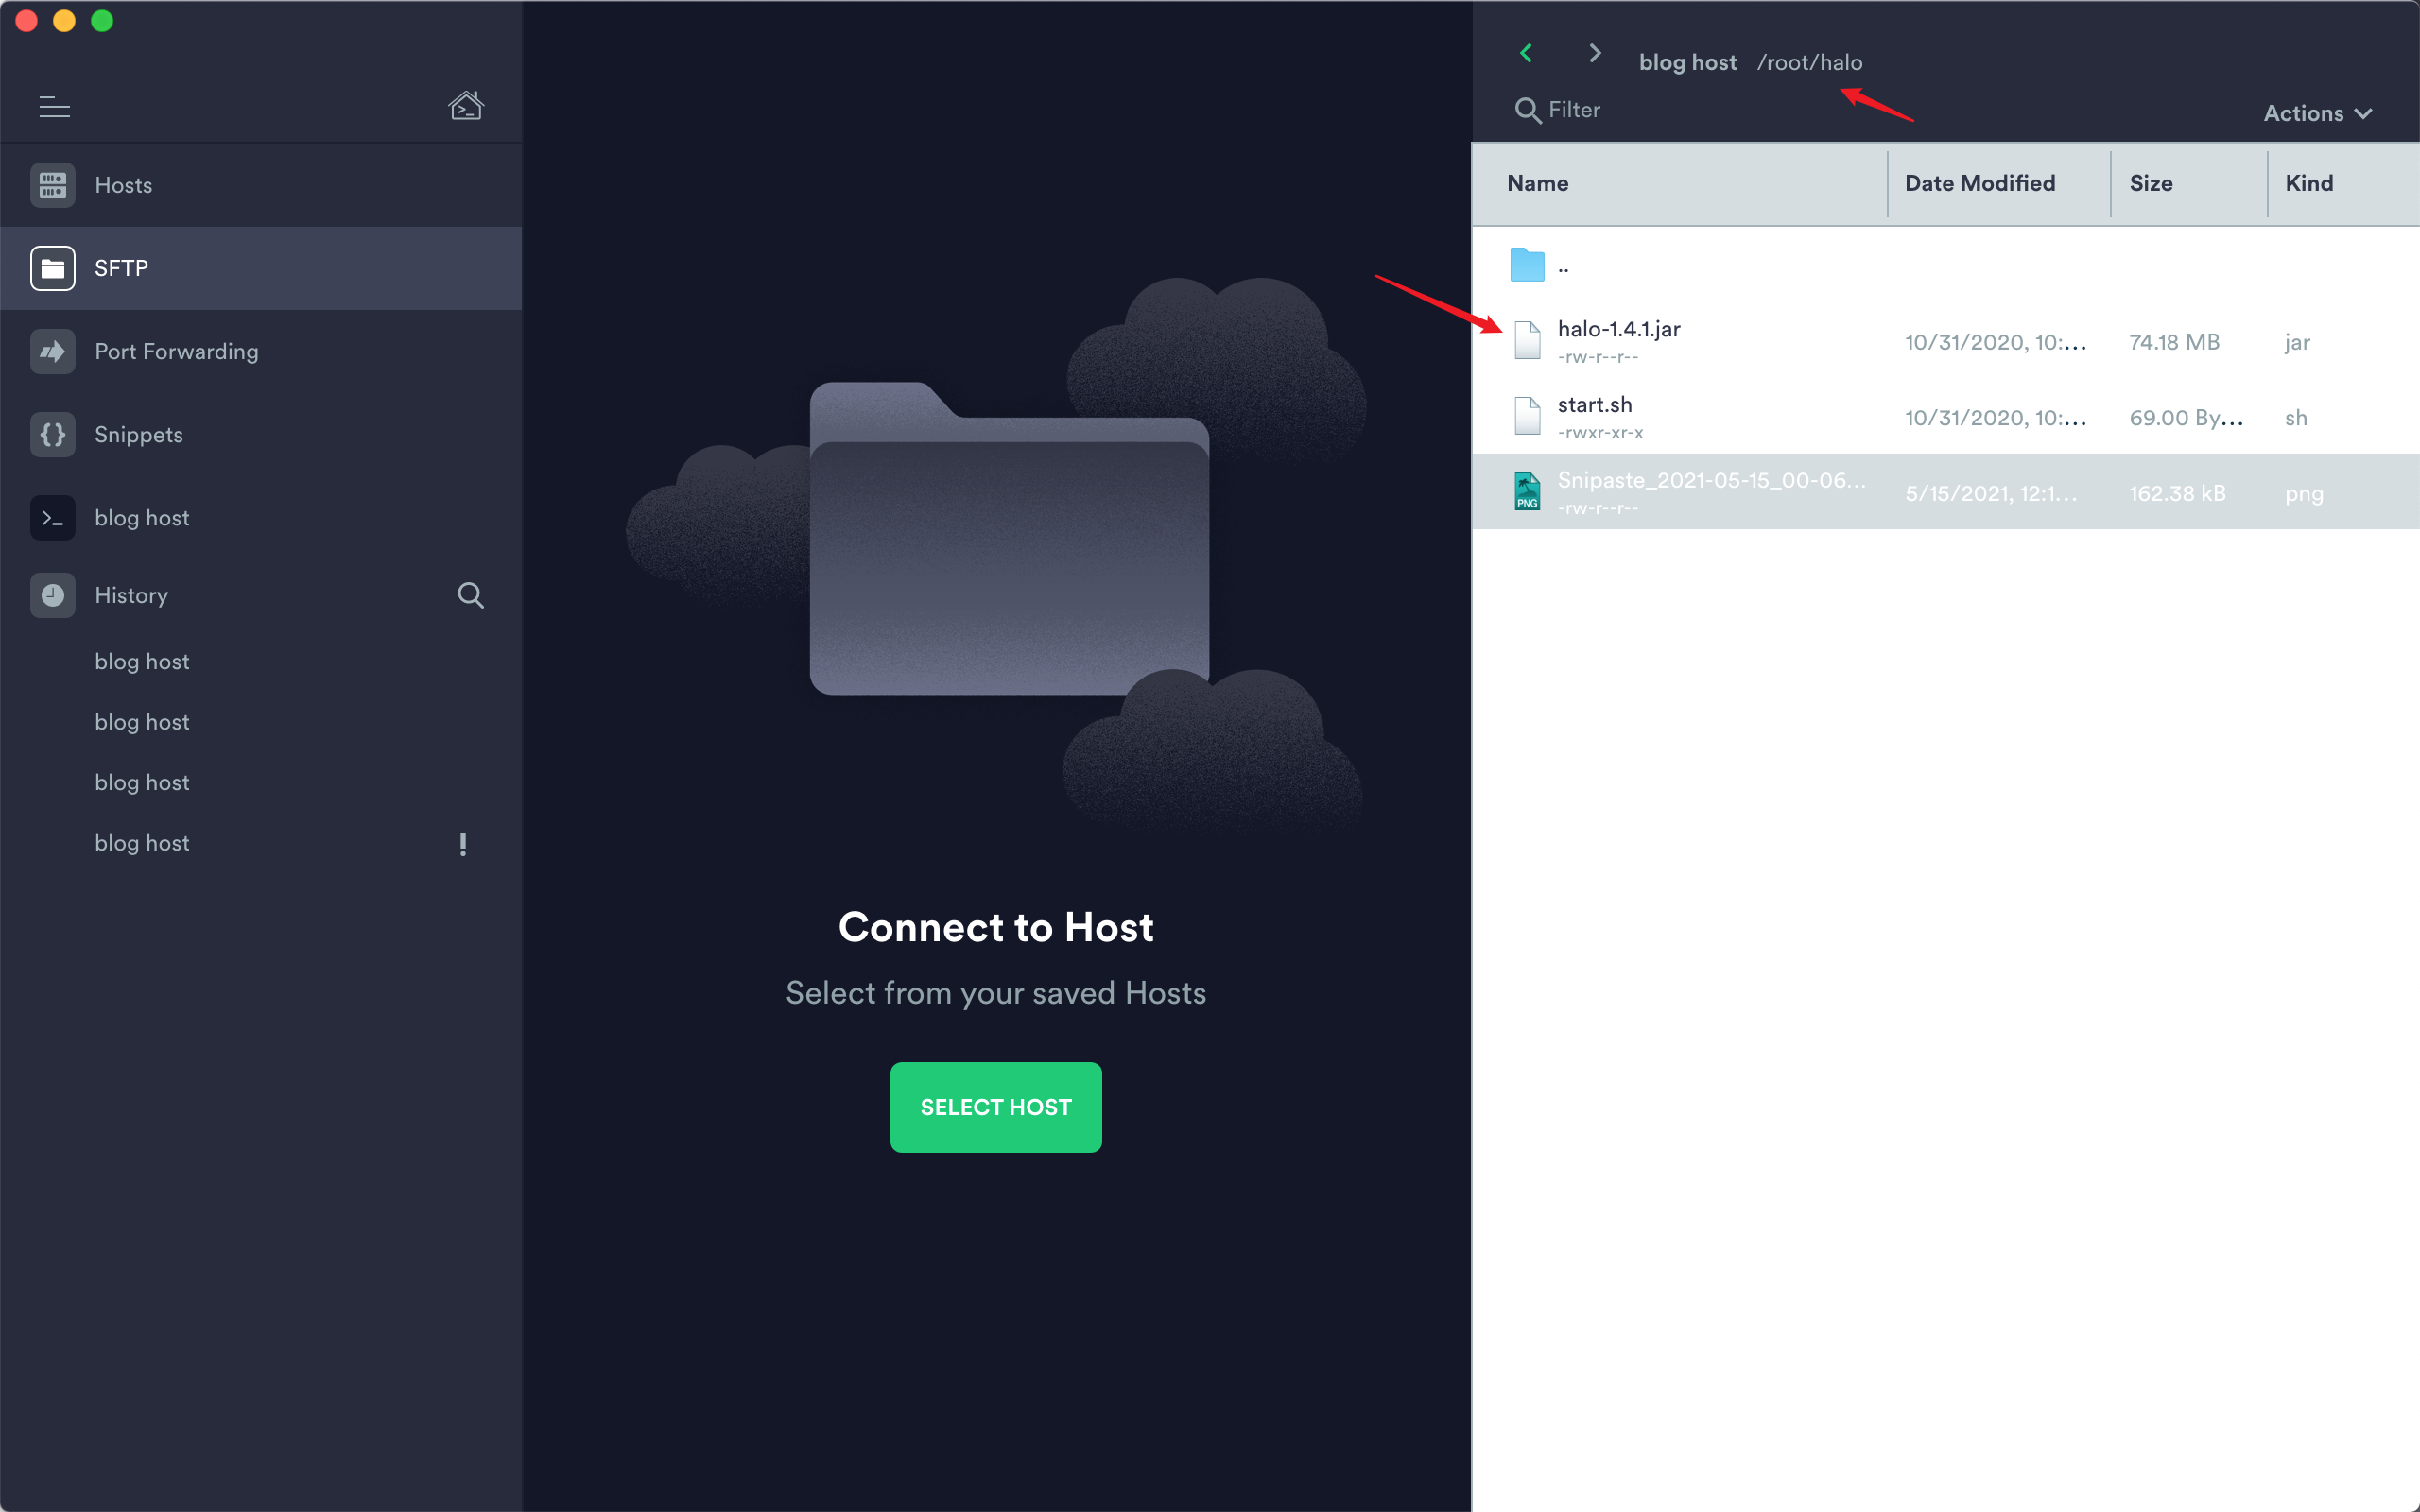 Hosts
SFTP
Port Forwarding
Snippets
blog host
History
blog host
blog host
blog host
blog host
Connect to Host
Select from your saved Hosts
SELECT HOST
blog host /root/halo
Filter
Actions
Name Date Modified Size Kind
..
halo-1.4.1.jar 10/31/2020, 10:... 74.18 MB jar
-rw-r--r--
start.sh 10/31/2020, 10:... 69.00 By... sh
-rwxr-xr-x
Snipaste_2021-05-15_00-06... 5/15/2021, 12:1... 162.38 kB png
-rw-r--r--
PNG